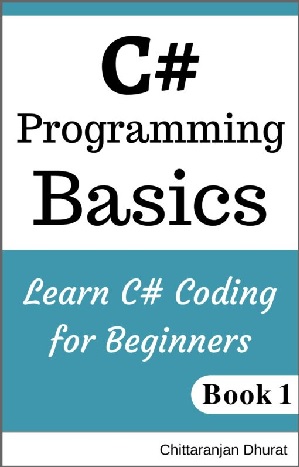 C#
Programming
Basics
Learn C# Coding
for Beginners
Book 1
Chittaranjan Dhurat